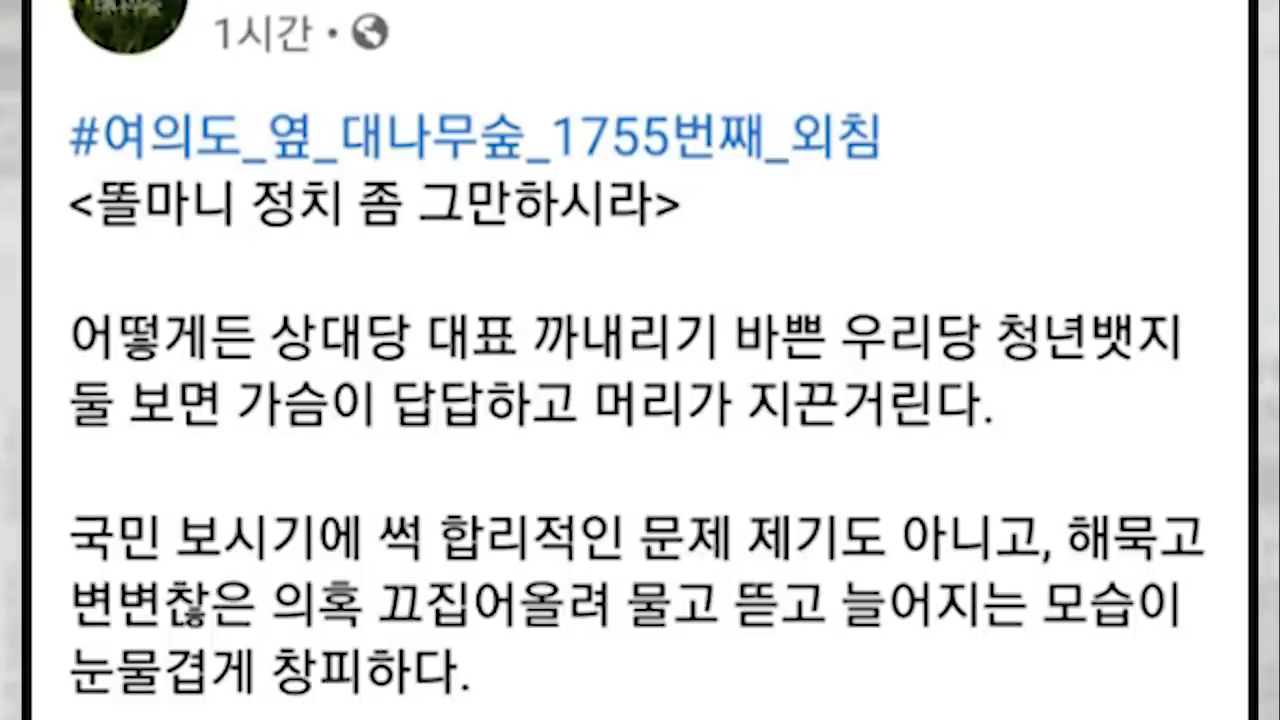 1시간 •
#여의도_옆_대나무숲_1755번째_외침
<똘마니 정치 좀 그만하시라>
어떻게든 상대당 대표 까내리기 바쁜 우리당 청년뱃지
둘 보면 가슴이 답답하고 머리가 지끈거린다.
국민 보시기에 썩 합리적인 문제 제기도 아니고, 해묵고
변변찮은 의혹 끄집어올려 물고 뜯고 늘어지는 모습이
눈물겹게 창피하다.